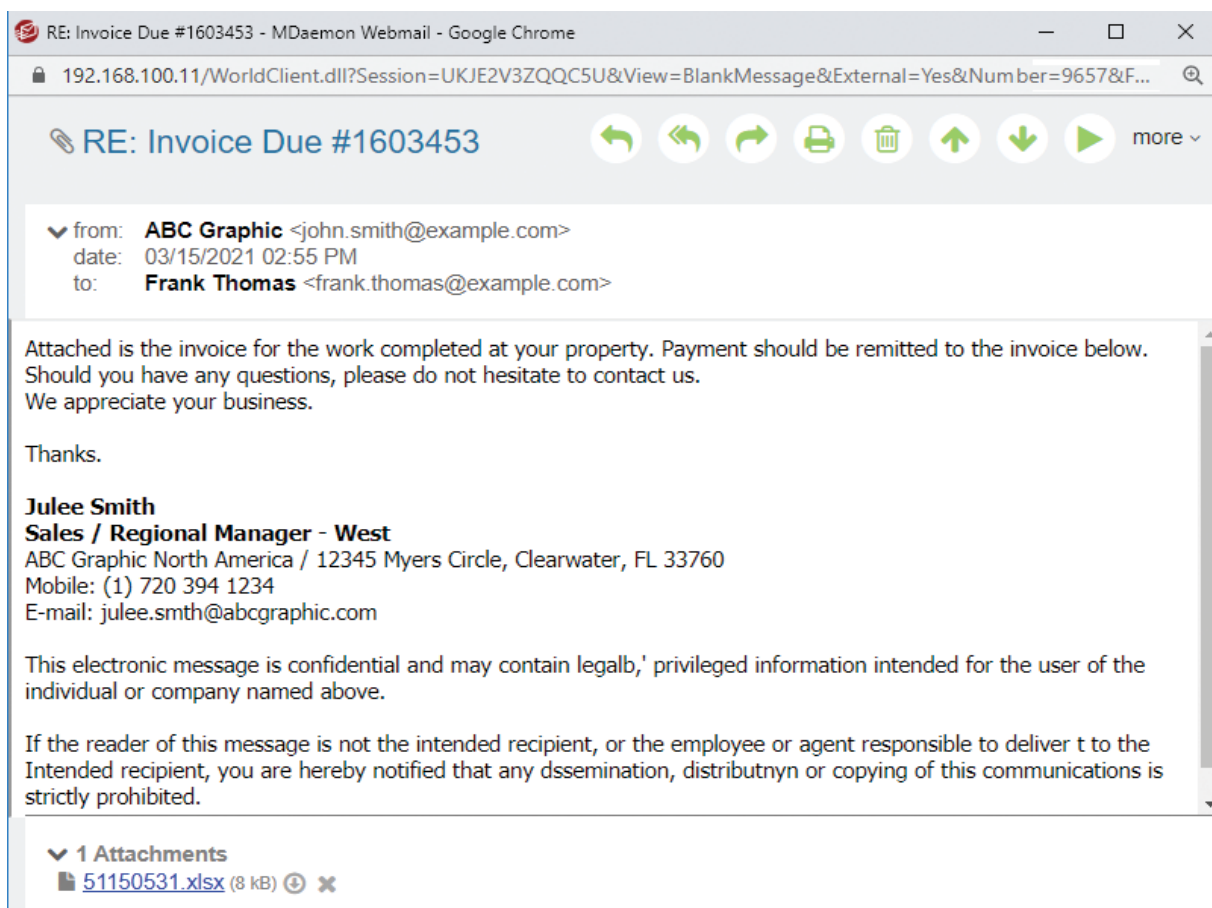 RE: Invoice Due #1603453 - MDaemon Webmail - Google Chrome
192.168.100.11/WorldClient.dll?Session=UKJE2V3ZQQC5U&View=BlankMessage&External=Yes&Number=9657&F...
RE: Invoice Due #1603453
more
from: ABC Graphic <john.smith@example.com>
date: 03/15/2021 02:55 PM
to: Frank Thomas <frank.thomas@example.com>
Attached is the invoice for the work completed at your property. Payment should be remitted to the invoice below.
Should you have any questions, please do not hesitate to contact us.
We appreciate your business.
Thanks.
Julee Smith
Sales / Regional Manager - West
ABC Graphic North America / 12345 Myers Circle, Clearwater, FL 33760
Mobile: (1) 720 394 1234
E-mail: julee.smth@abcgraphic.com
This electronic message is confidential and may contain legalb,' privileged information intended for the user of the
individual or company named above.
If the reader of this message is not the intended recipient, or the employee or agent responsible to deliver t to the
Intended recipient, you are hereby notified that any dssemination, distributnyn or copying of this communications is
strictly prohibited.
1 Attachments
51150531.xlsx (8 kB)